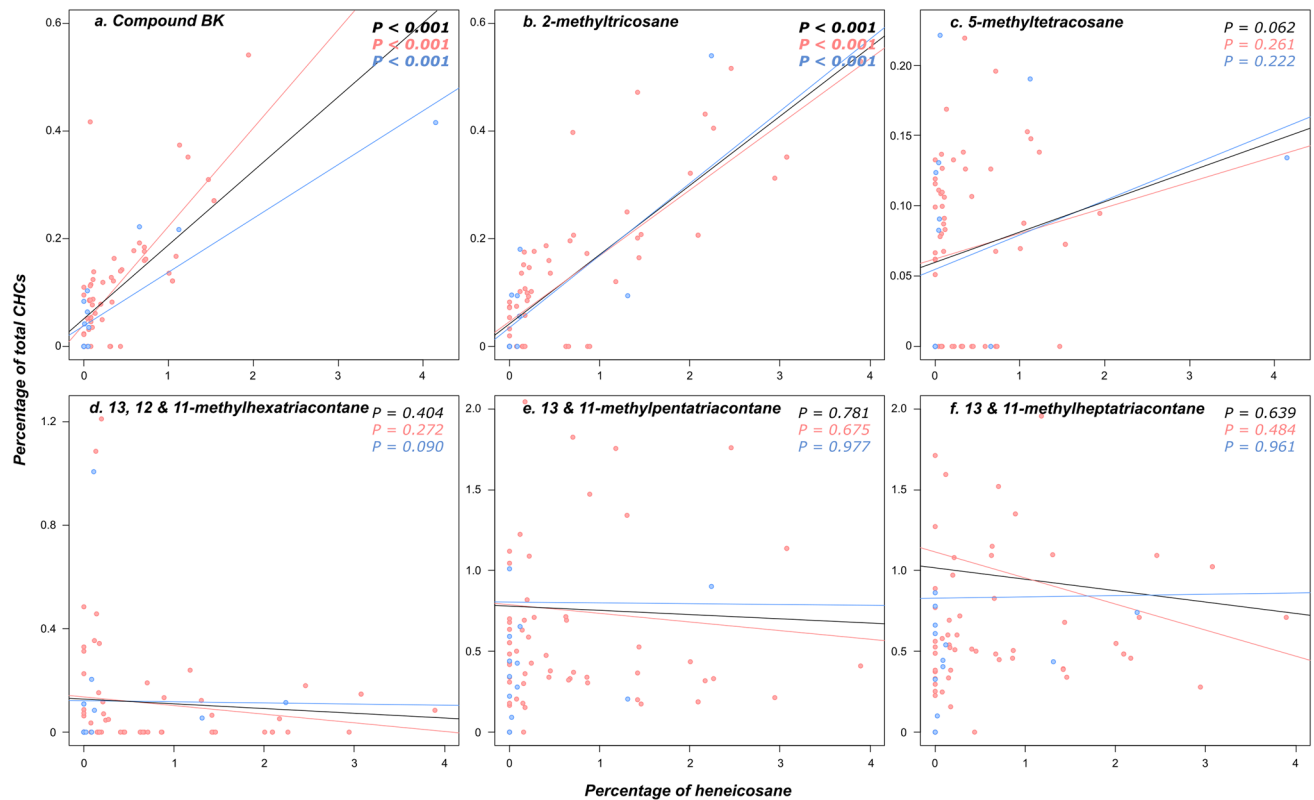 a. Compound BK
P < 0.001
P < 0.001
P < 0.001
0.6
0.4
0.2
0
0 1 2 3 4
b. 2-methyltricosane
P < 0.001
P < 0.001
P < 0.001
0.6
0.4
0.2
0
0 1 2 3 4
c. 5-methyltetracosane
P = 0.062
P = 0.261
P = 0.222
0.20
0.15
0.10
0.05
0
0 1 2 3 4
Percentage of total CHCs
d. 13, 12 & 11-methylhexatriacontane
P = 0.404
P = 0.272
P = 0.090
1.2
0.8
0.4
0
0 1 2 3 4
e. 13 & 11-methylpentatriacontane
P = 0.781
P = 0.675
P = 0.977
2.0
1.5
1.0
0.5
0
0 1 2 3 4
f. 13 & 11-methylheptatriacontane
P = 0.639
P = 0.484
P = 0.961
2.0
1.5
1.0
0.5
0
0 1 2 3 4
Percentage of heneicosane